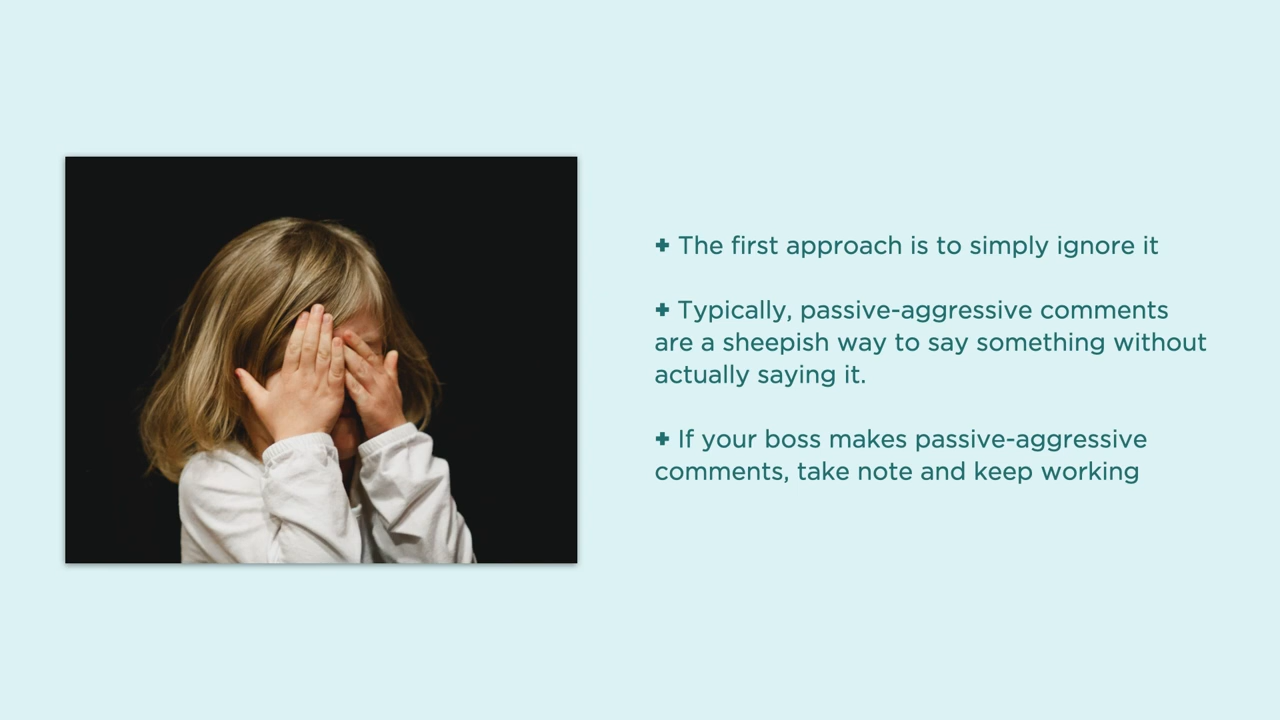 + The first approach is to simply ignore it
+ Typically, passive-aggressive comments
are a sheepish way to say something without
actually saying it.
+ If your boss makes passive-aggressive
comments, take note and keep working